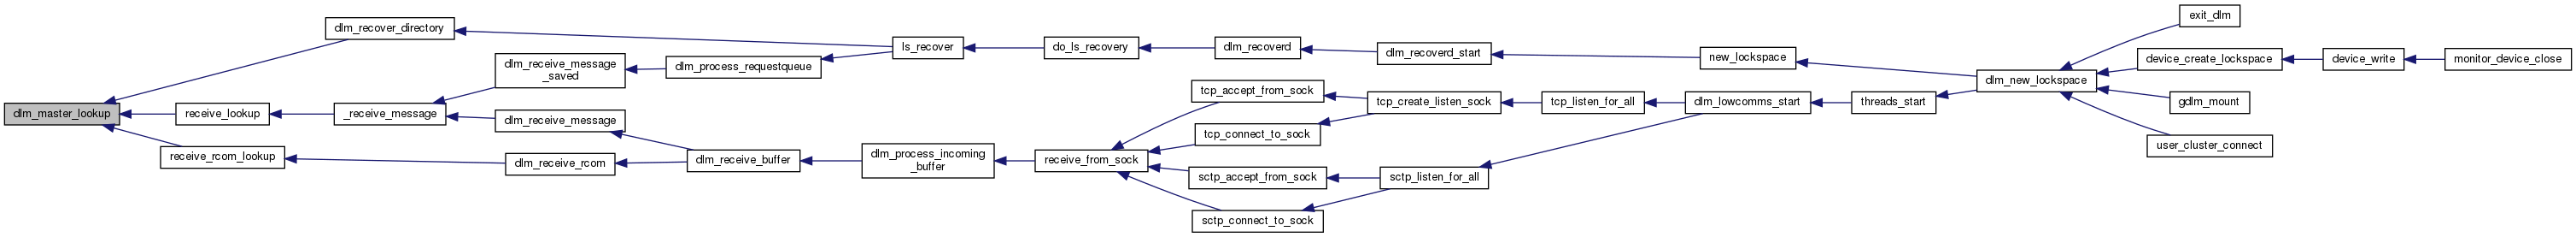 dlm_master_lookup
dlm_recover_directory
receive_lookup
receive_rcom_lookup
_receive_message
dlm_receive_message
_saved
dlm_receive_message
dlm_receive_rcom
dlm_process_requestqueue
dlm_receive_buffer
dlm_process_incoming
_buffer
ls_recover
do_ls_recovery
receive_from_sock
dlm_recoverd
tcp_accept_from_sock
tcp_connect_to_sock
sctp_accept_from_sock
sctp_connect_to_sock
dlm_recoverd_start
tcp_create_listen_sock
sctp_listen_for_all
tcp_listen_for_all
new_lockspace
dlm_lowcomms_start
threads_start
dlm_new_lockspace
exit_dlm
device_create_lockspace
gdlm_mount
user_cluster_connect
device_write
monitor_device_close